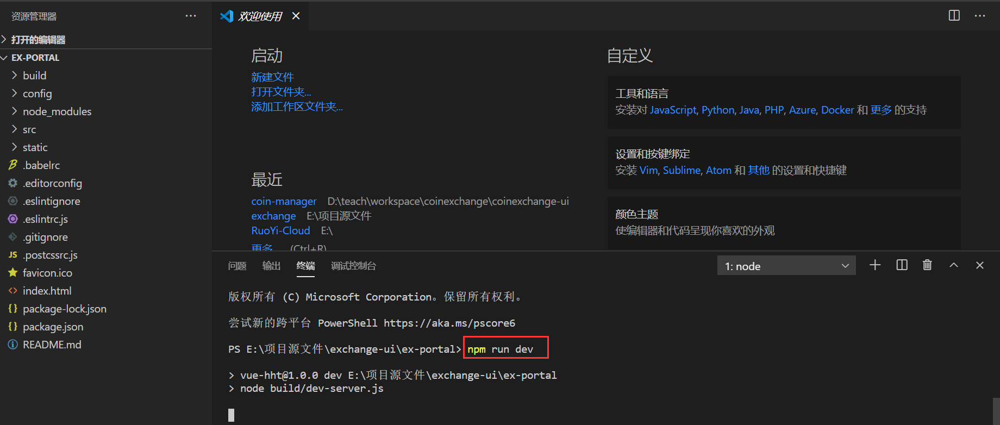 资源管理器
打开的编辑器
EX-PORTAL
build
config
node_modules
src
static
.babelrc
.editorconfig
.eslintignore
.eslintrc.js
.gitignore
JS .postcssrc.js
favicon.ico
<> index.html
{} package-lock.json
{} package.json
README.md
欢迎使用
启动
新建文件
打开文件夹...
添加工作区文件夹...
最近
coin-manager D:\teach\workspace\coinexchange\coinexchange-ui
exchange E:\项目源文件
RuoYi-Cloud E:\
更多... (Ctrl+R)
自定义
工具和语言
安装对 JavaScript, Python, Java, PHP, Azure, Docker 和 更多 的支持
设置和按键绑定
安装 Vim, Sublime, Atom 和 其他 的设置和快捷键
颜色主题
使编辑器和代码呈现你喜欢的外观
问题 输出 终端 调试控制台
1: node
版权所有 (C) Microsoft Corporation。保留所有权利。
尝试新的跨平台 PowerShell https://aka.ms/pscore6
PS E:\项目源文件\exchange-ui\ex-portal> npm run dev
> vue-hht@1.0.0 dev E:\项目源文件\exchange-ui\ex-portal
> node build/dev-server.js